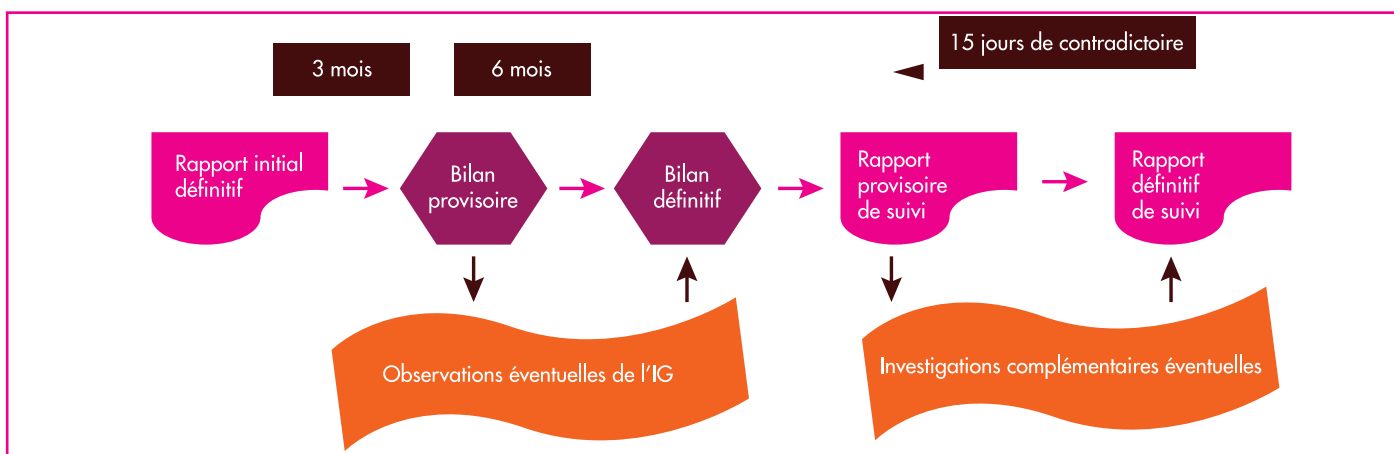 15 jours de contradictoire
3 mois
6 mois
Rapport initial
définitif
Bilan
provisoire
Bilan
définitif
Rapport
provisoire
de suivi
Rapport
définitif
de suivi
Observations éventuelles de l'IG
Investigations complémentaires éventuelles